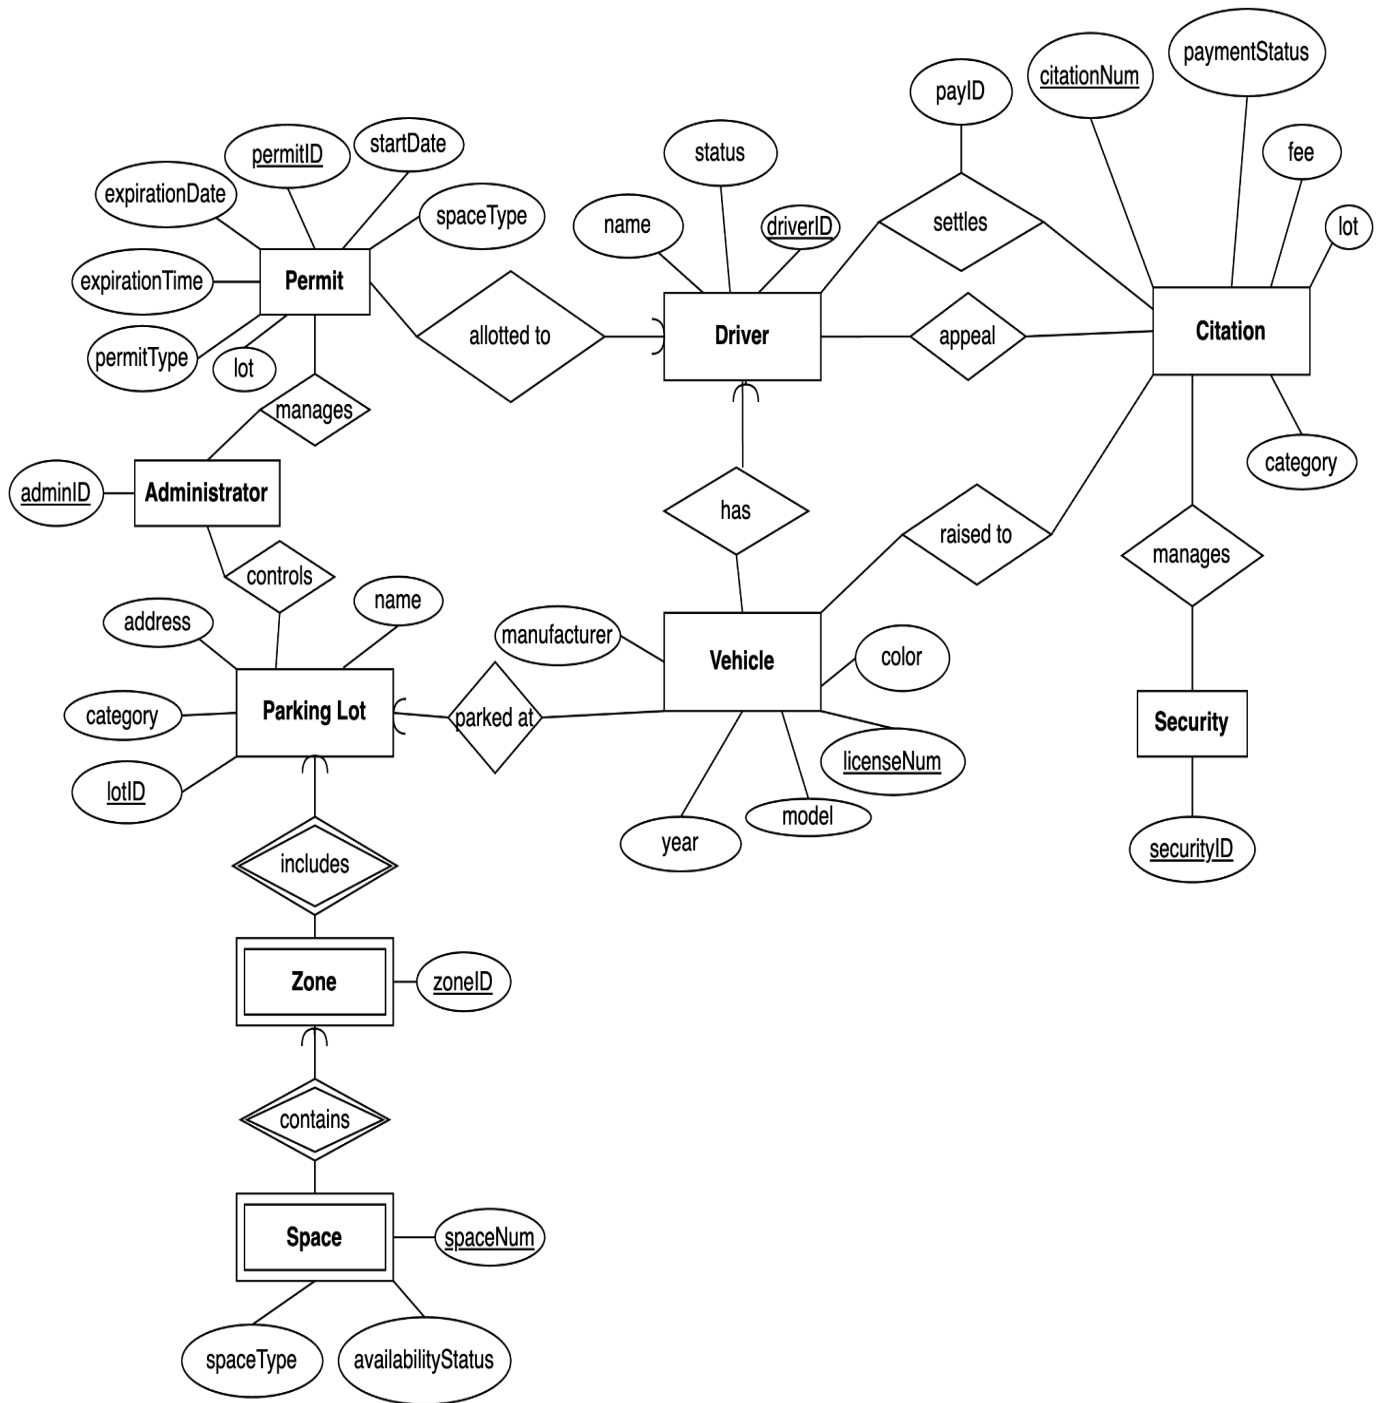 paymentStatus
citationNum
payID
startDate
permitID
status
fee
expirationDate
spaceType
name
driverID
settles
lot
expirationTime
Permit
allotted to
Driver
appeal
Citation
permitType
lot
manages
category
adminID
Administrator
has
raised to
manages
controls
name
address
manufacturer
Vehicle
color
category
Parking Lot
parked at
Security
lotID
licenseNum
model
year
securityID
includes
Zone
zoneID
contains
Space
spaceNum
spaceType
availabilityStatus